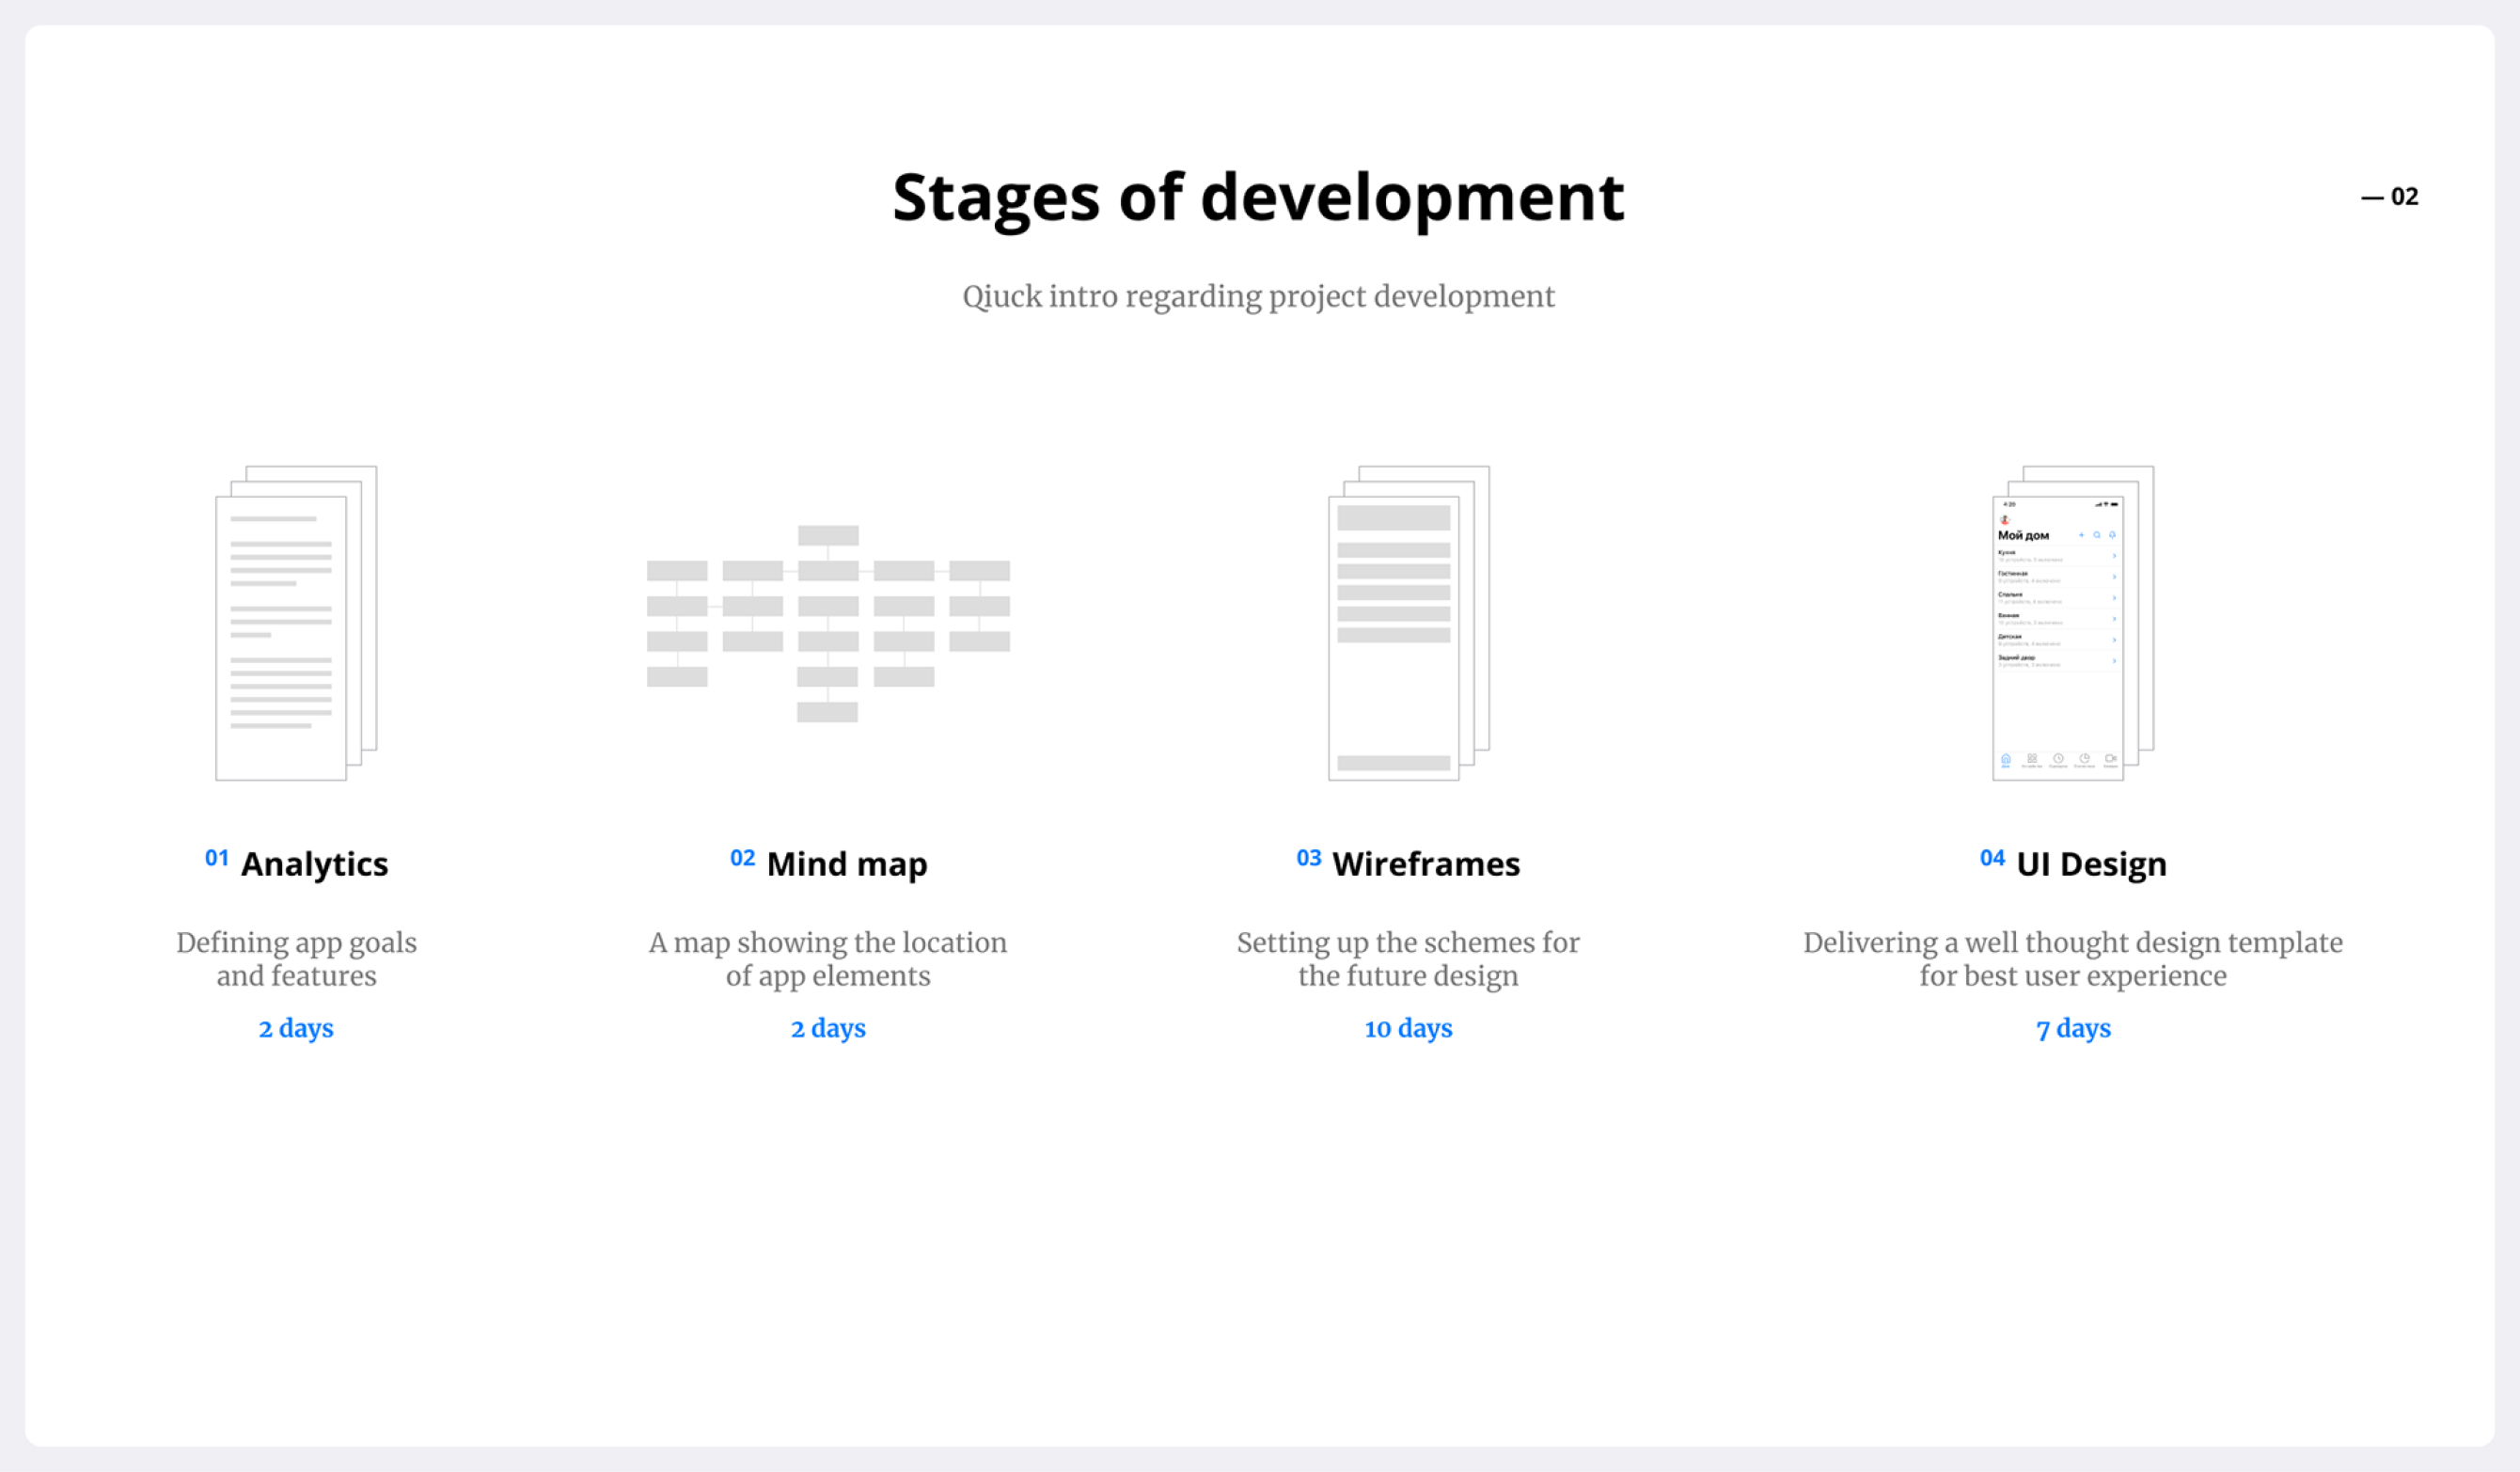 Stages of development
— 02
Qiuck intro regarding project development
4:20
Мой дом
Кухня
Гостинная
Спальня
Ванная
Детская
Задний двор
01 Analytics
Defining app goals
and features
2 days
02 Mind map
A map showing the location
of app elements
2 days
03 Wireframes
Setting up the schemes for
the future design
10 days
04 UI Design
Delivering a well thought design template
for best user experience
7 days